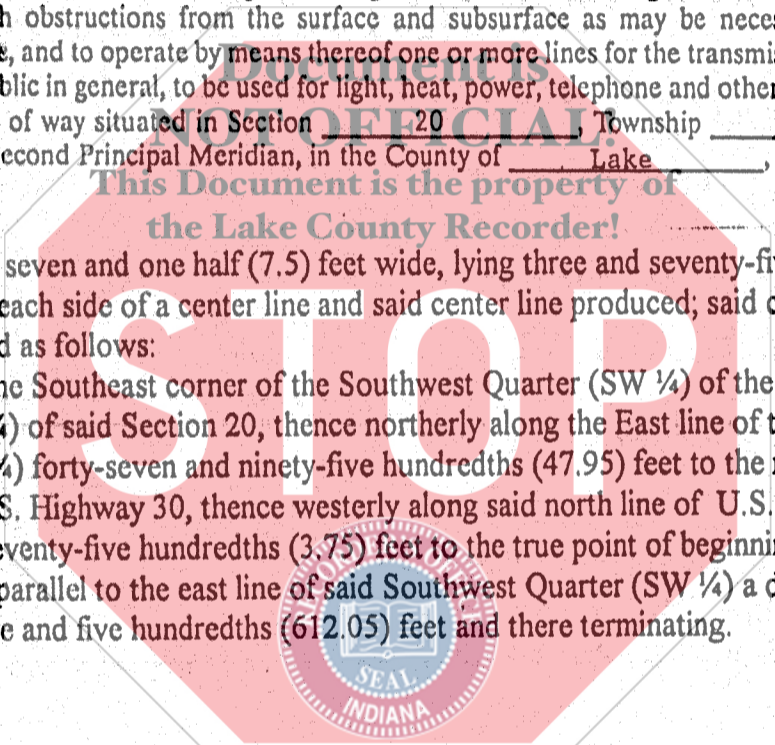 h obstructions from the surface and subsurface as may be nece
, and to operate by means thereof one or more lines for the transmi
blic in general, to be used for light, heat, power, telephone and other
Document is
of way situated in Section 20, Township
NOT OFFICIAL!
econd Principal Meridian, in the County of Lake,
This Document is the property of
the Lake County Recorder!
seven and one half (7.5) feet wide, lying three and seventy-fi
each side of a center line and said center line produced; said c
d as follows:
STOP
he Southeast corner of the Southwest Quarter (SW ¼) of the
¼) of said Section 20, thence northerly along the East line of t
¼) forty-seven and ninety-five hundredths (47.95) feet to the
S. Highway 30, thence westerly along said north line of U.S.
eventy-five hundredths (3.75) feet to the true point of beginni
parallel to the east line of said Southwest Quarter (SW ¼) a d
e and five hundredths (612.05) feet and there terminating.
SEAL
INDIANA